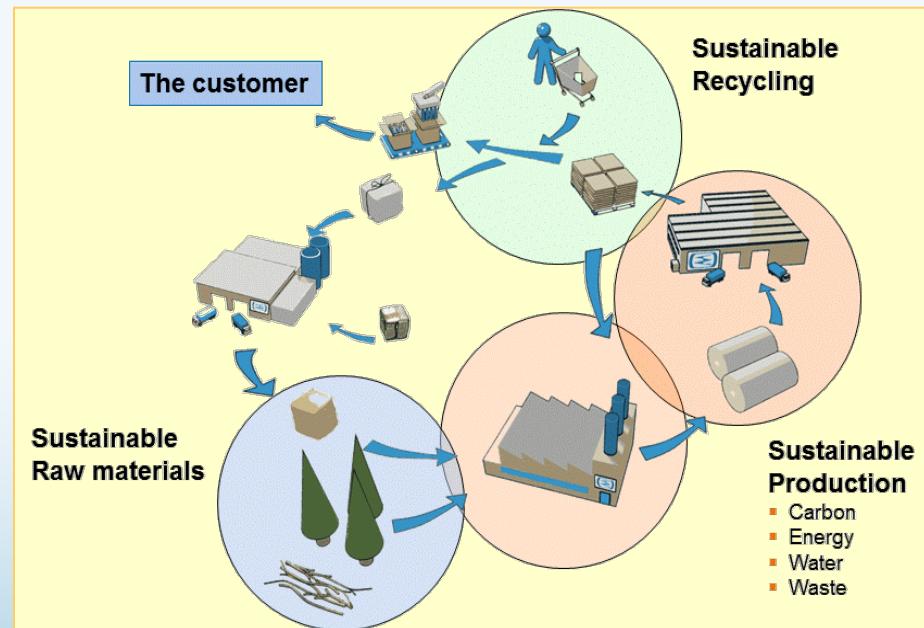 Sustainable
Recycling
The customer
Sustainable
Raw materials
Sustainable
Production
Carbon
Energy
Water
Waste